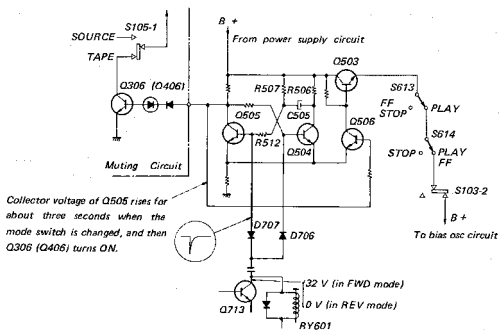 S105-1
B +
SOURCE
From power supply circuit
TAPE
Q503
Q306 (Q406)
R507
R506
S613
Q505
C505
FF
STOP
PLAY
R512
Q504
Q506
S614
Muting Circuit
STOP
PLAY
FF
Collector voltage of Q505 rises for
about three seconds when the
mode switch is changed, and then
Q306 (Q406) turns ON.
S103-2
D707
D706
B +
To bias osc circuit
32 V (in FWD mode)
0 V (in REV mode)
Q713
RY601